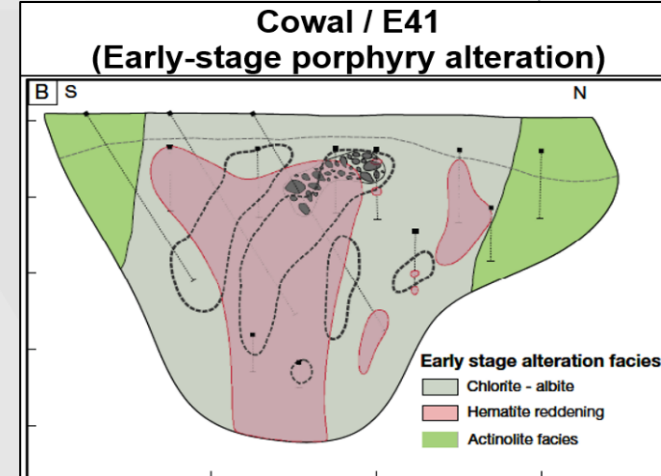 Cowal / E41
(Early-stage porphyry alteration)
B S N
Early stage alteration facies
Chlorite - albite
Hematite reddening
Actinolite facies